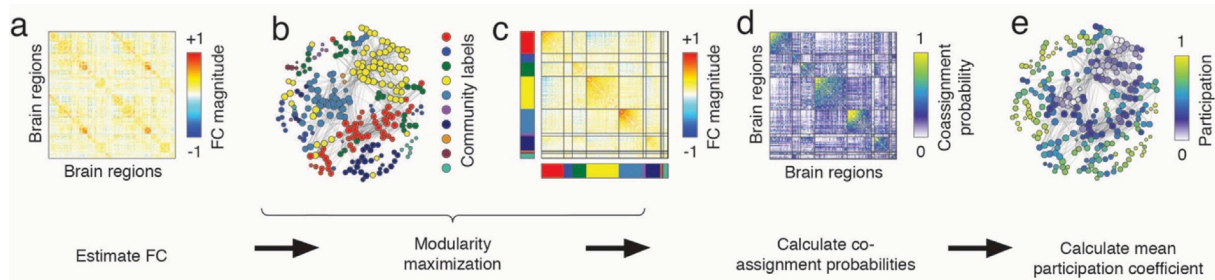 a
+1
FC magnitude
-1
Brain regions
Brain regions
b
Community labels
c
+1
FC magnitude
-1
d
1
Coassignment
probability
0
Brain regions
Brain regions
e
1
Participation
0
Estimate FC
Modularity
maximization
Calculate co-
assignment probabilities
Calculate mean
participation coefficient